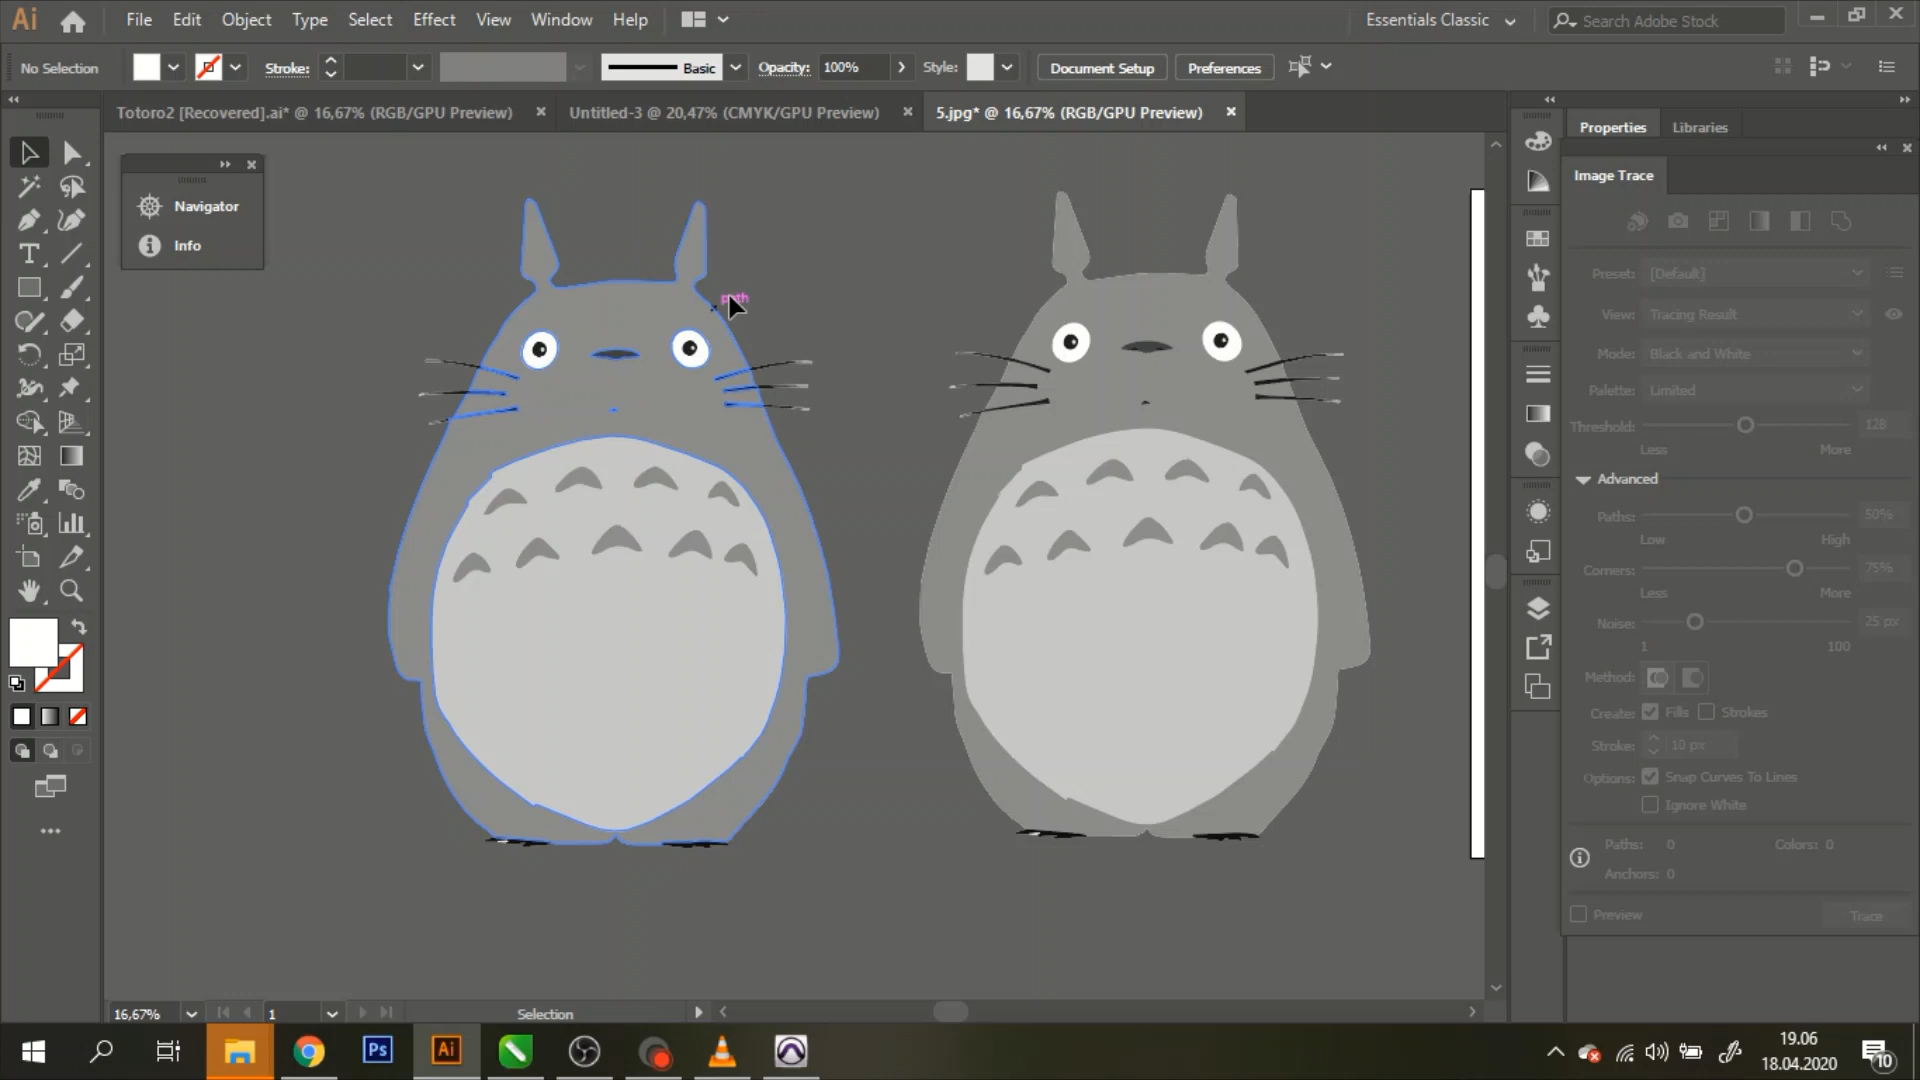 Ai File Edit Object Type Select Effect View Window Help Essentials Classic Search Adobe Stock
No Selection Stroke: Basic Opacity: 100% Style: Document Setup Preferences
Totoro2 [Recovered].ai* @ 16,67% (RGB/GPU Preview) Untitled-3 @ 20,47% (CMYK/GPU Preview) 5.jpg* @ 16,67% (RGB/GPU Preview)
Properties Libraries
Navigator
Info
path
Image Trace
Preset: [Default]
View: Tracing Result
Mode: Black and White
Palette: Limited
Threshold: 128
Less More
Advanced
Paths: 50%
Low High
Corners: 75%
Less More
Noise: 25 px
1 100
Method:
Create: Fills Strokes
Stroke: 10 px
Options: Snap Curves To Lines
Ignore White
Paths: 0 Colors: 0
Anchors: 0
Preview Trace
16,67% 1 Selection
Ps Ai 19.06
18.04.2020
10